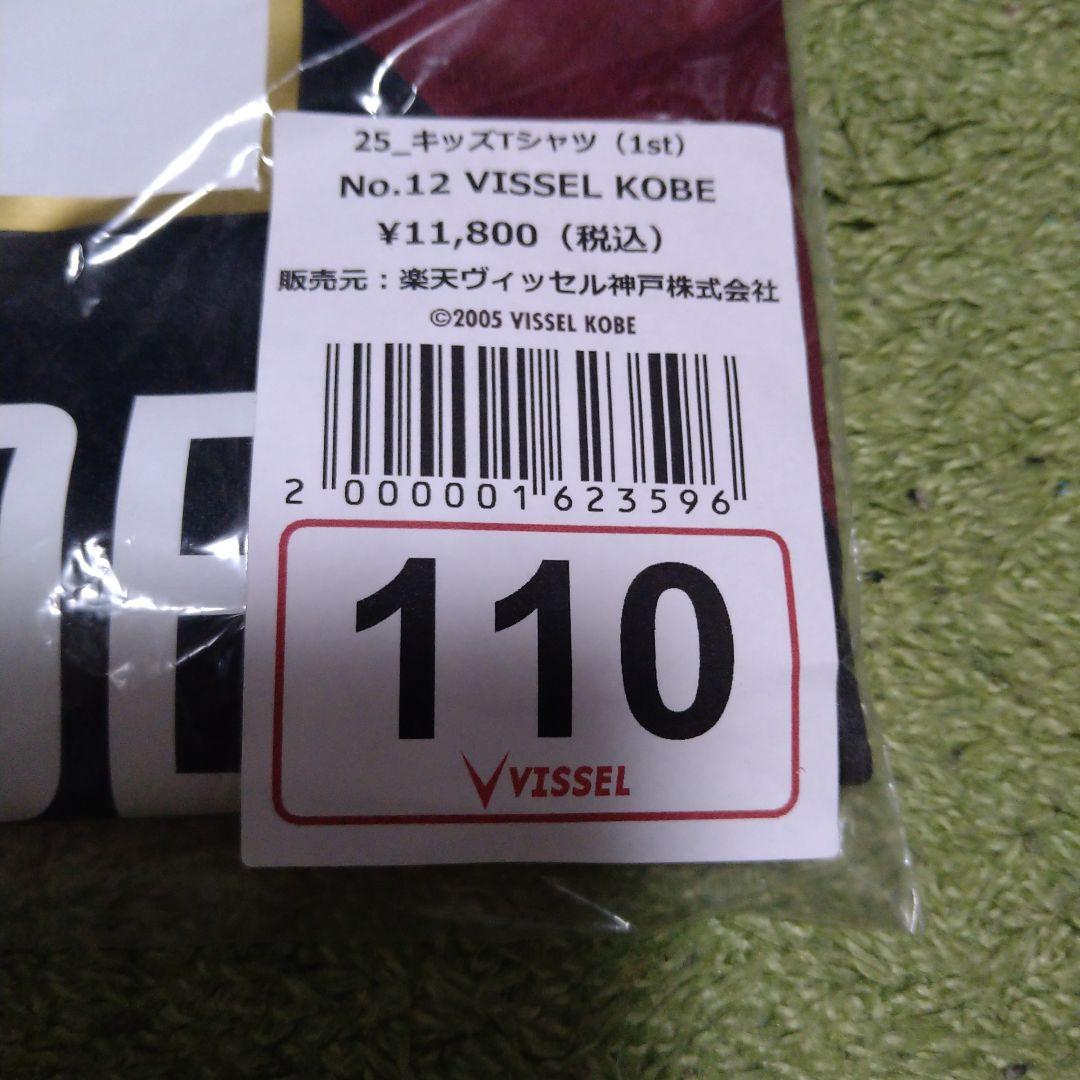 25_キッズTシャツ（1st）
No.12 VISSEL KOBE
¥11,800（税込）
販売元：楽天ヴィッセル神戸株式会社
©2005 VISSEL KOBE
2 000001 623596
110
VISSEL